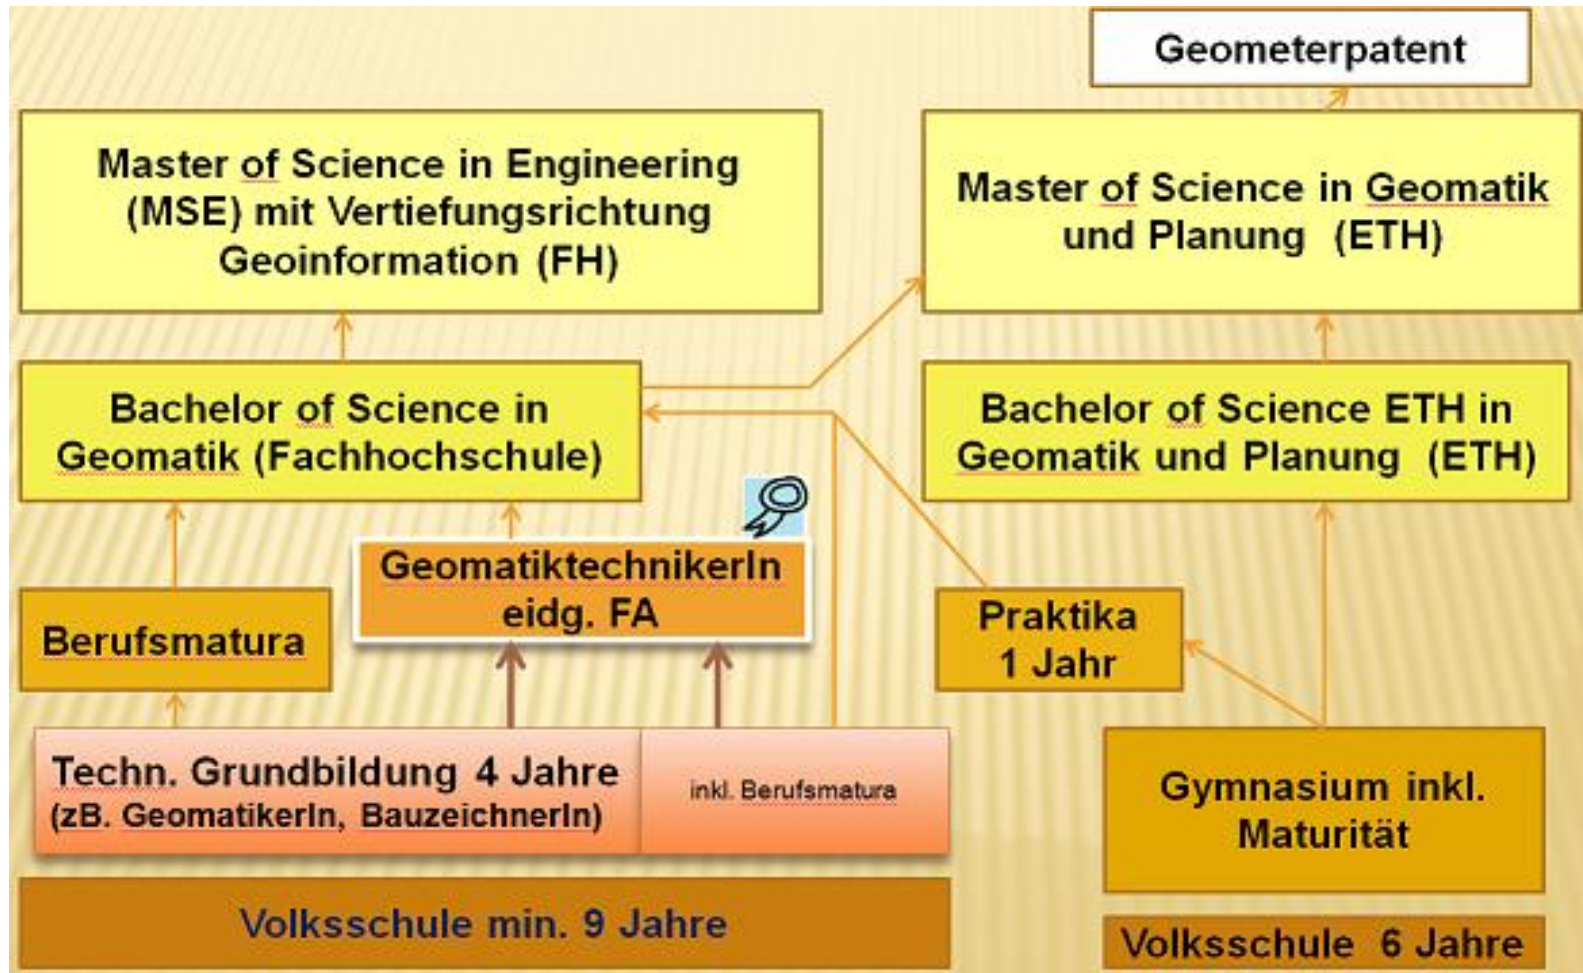 Geometerpatent
Master of Science in Engineering
(MSE) mit Vertiefungsrichtung
Geoinformation (FH)
Master of Science in Geomatik
und Planung (ETH)
Bachelor of Science in
Geomatik (Fachhochschule)
Bachelor of Science ETH in
Geomatik und Planung (ETH)
GeomatiktechnikerIn
eidg. FA
Berufsmatura
Praktika
1 Jahr
Techn. Grundbildung 4 Jahre
(zB. GeomatikerIn, BauzeichnerIn)
inkl. Berufsmatura
Gymnasium inkl.
Maturität
Volksschule min. 9 Jahre
Volksschule 6 Jahre